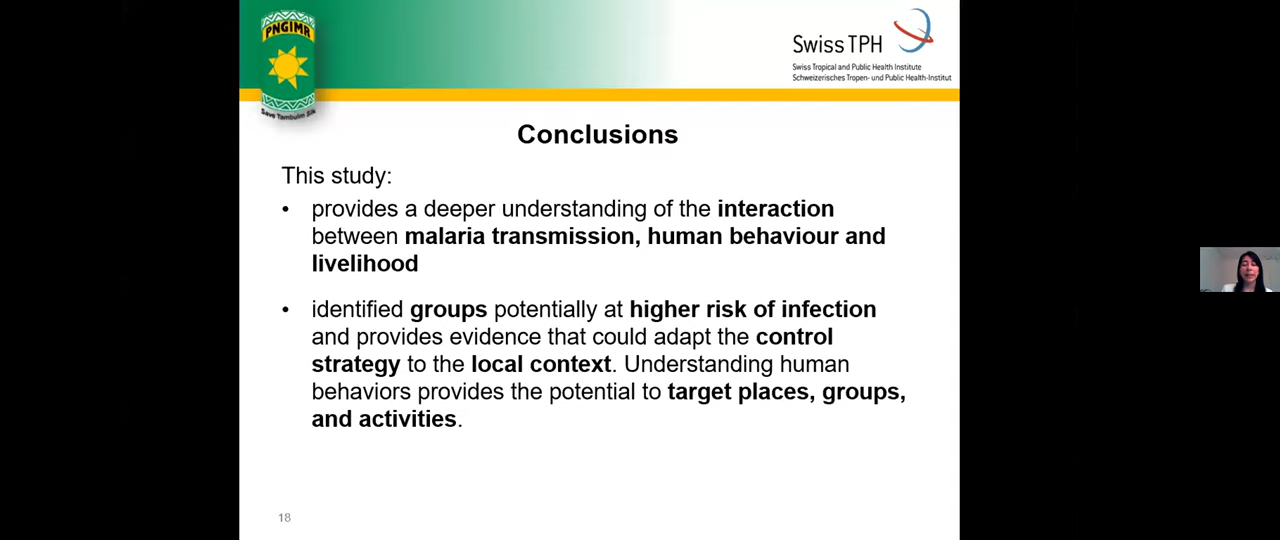 PNGIMR
Save Tambuim Sik
Swiss TPH
Swiss Tropical and Public Health Institute
Schweizerisches Tropen- und Public Health-Institut
Conclusions
This study:
• provides a deeper understanding of the interaction
between malaria transmission, human behaviour and
livelihood
• identified groups potentially at higher risk of infection
and provides evidence that could adapt the control
strategy to the local context. Understanding human
behaviors provides the potential to target places, groups,
and activities.
18